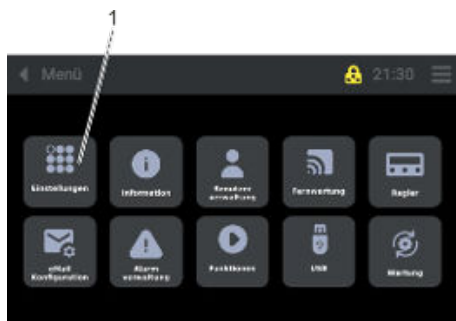 1
Menü 21:30
Einstellungen Information Benutzer Fernwartung Regler
verwaltung
eMail Alarm Funktionen USB Wartung
Konfiguration verwaltung